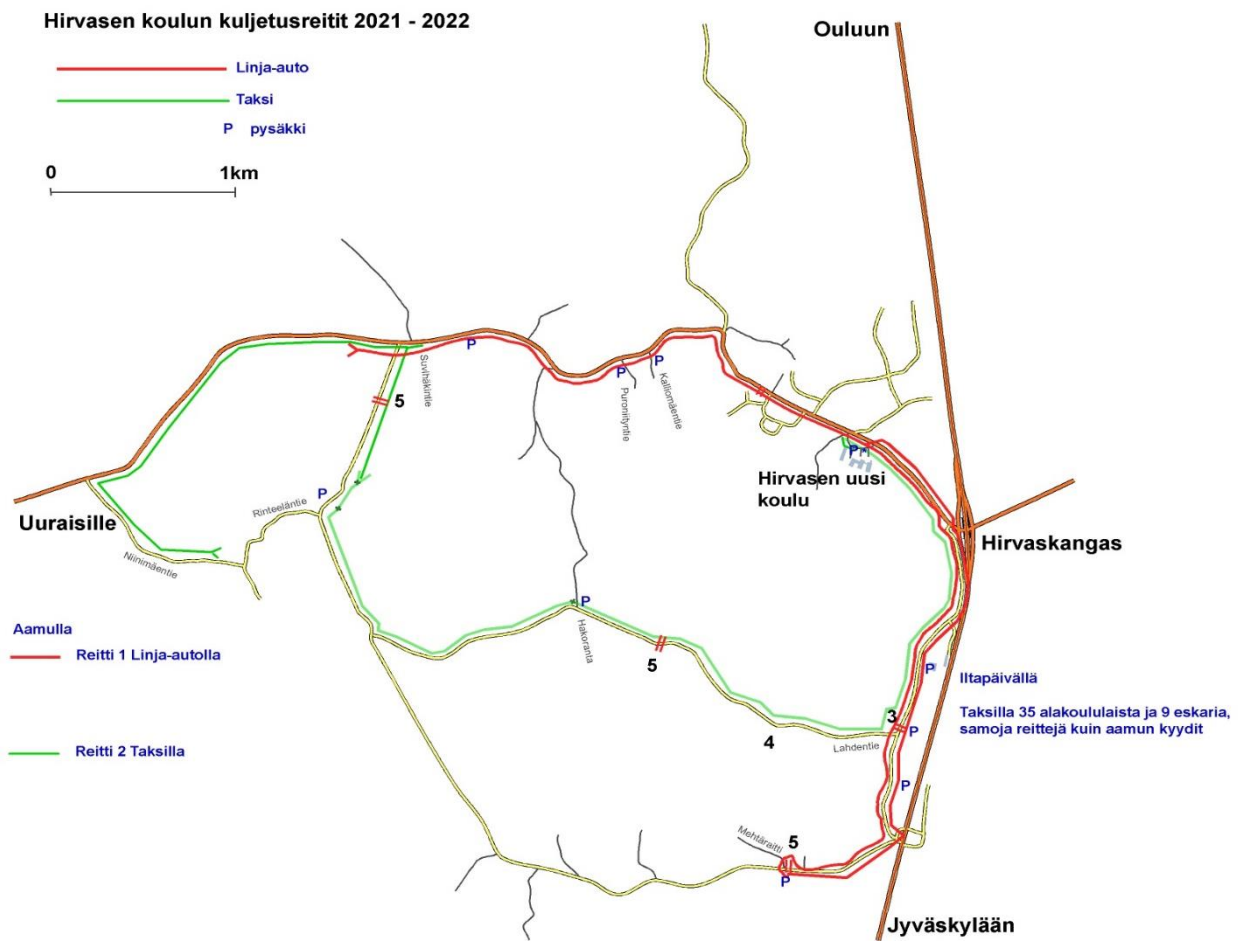 Hirvasen koulun kuljetusreitit 2021 - 2022
Ouluun
Linja-auto
Taksi
P pysäkki
0 1km
Suvihäkintie
P
P
P
Puroniityntie
Kalliomäentie
5
P
Hirvasen uusi
koulu
P
Rinteeläntie
Uuraisille
Niinimäentie
Hirvaskangas
P
Hakoranta
5
Aamulla
Reitti 1 Linja-autolla
P
Iltapäivällä
Taksilla 35 alakoululaista ja 9 eskaria,
samoja reittejä kuin aamun kyydit
3
P
4
Lahdentie
Reitti 2 Taksilla
P
Mehtäraitti
5
P
Jyväskylään